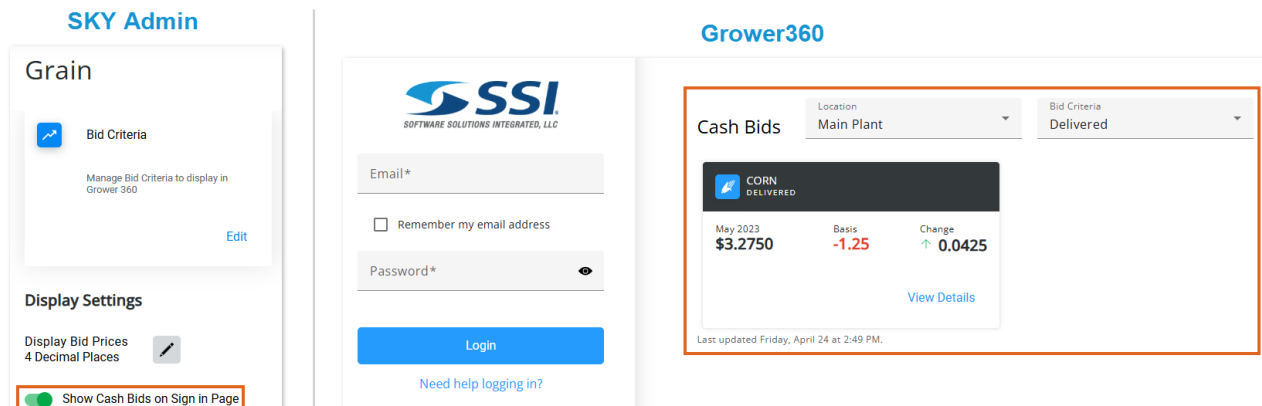 SKY Admin
Grain
Bid Criteria
Manage Bid Criteria to display in
Grower 360
Edit
Display Settings
Display Bid Prices
4 Decimal Places
Show Cash Bids on Sign in Page
Grower360
SSI
SOFTWARE SOLUTIONS INTEGRATED, LLC
Email*
Remember my email address
Password*
Login
Need help logging in?
Cash Bids
Location
Main Plant
Bid Criteria
Delivered
CORN
DELIVERED
May 2023 Basis Change
$3.2750 -1.25 0.0425
View Details
Last updated Friday, April 24 at 2:49 PM.